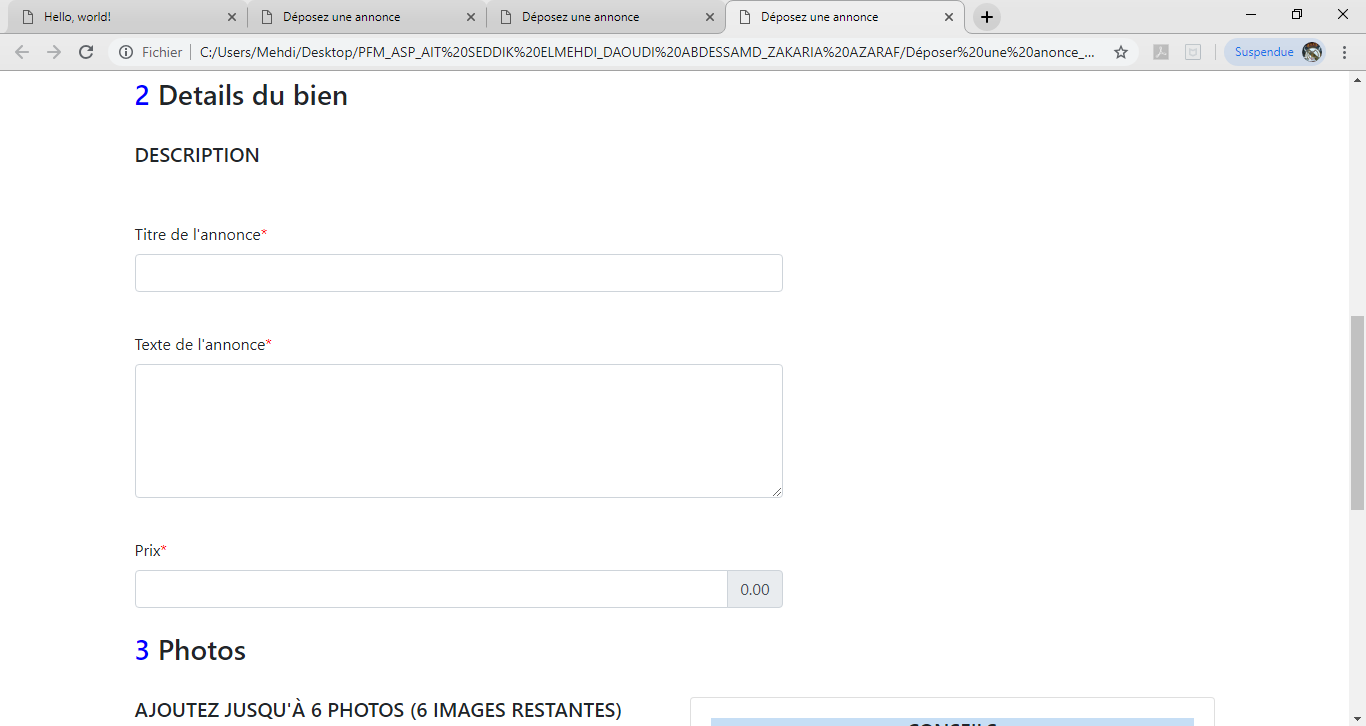 Hello, world!
Déposez une annonce
Déposez une annonce
Déposez une annonce
Fichier
C:/Users/Mehdi/Desktop/PFM_ASP_AIT%20SEDDIK%20ELMEHDI_DAOUDI%20ABDESSAMD_ZAKARIA%20AZARAF/Déposer%20une%20anonce_...
Suspendue
2 Details du bien
DESCRIPTION
Titre de l'annonce*
Texte de l'annonce*
Prix*
0.00
3 Photos
AJOUTEZ JUSQU'À 6 PHOTOS (6 IMAGES RESTANTES)
CONSEILS